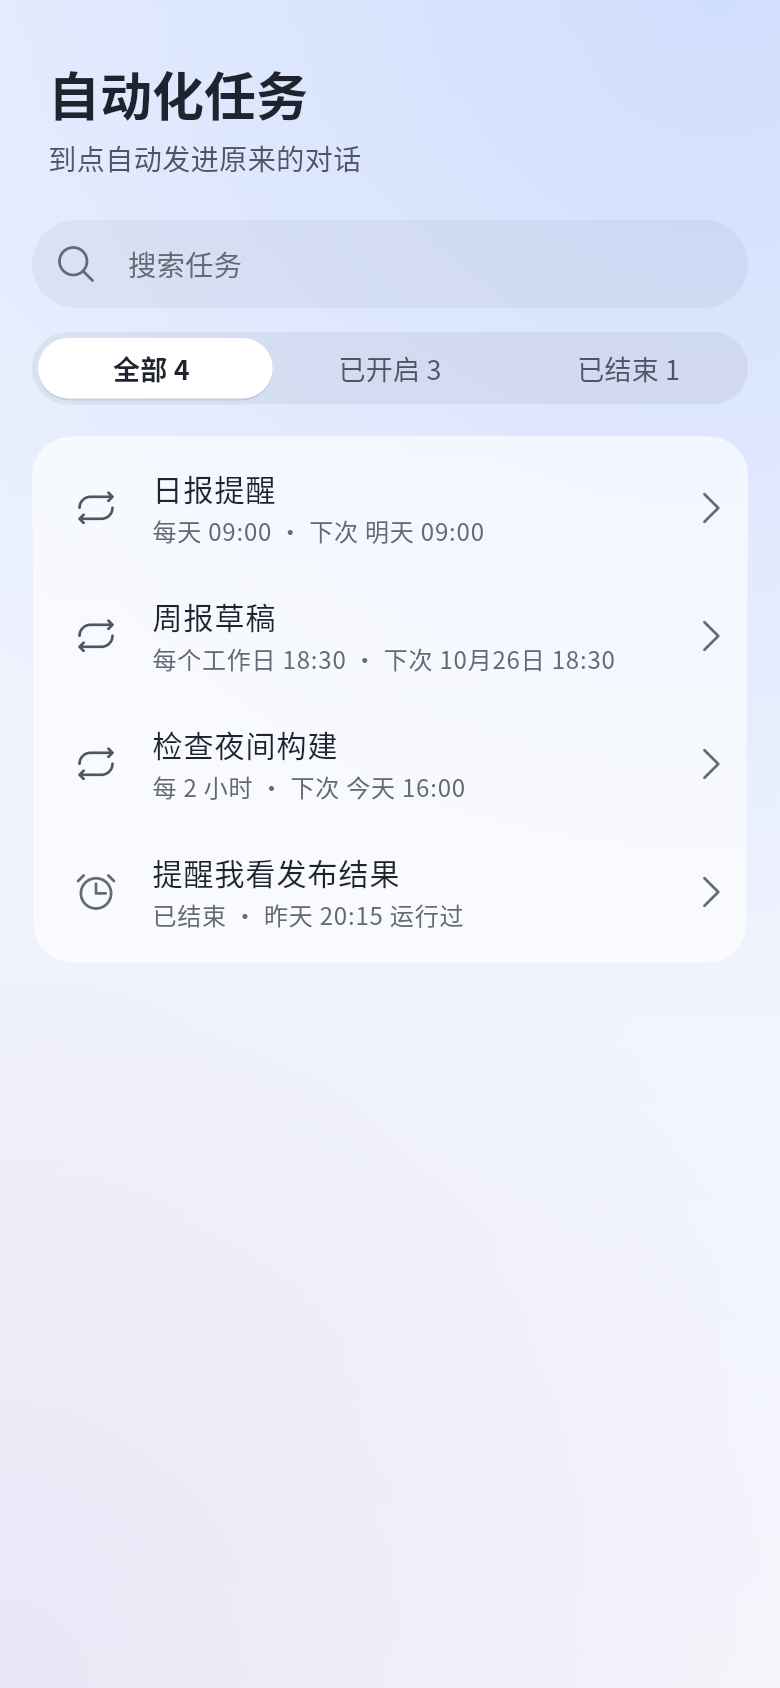 自动化任务
到点自动发进原来的对话
搜索任务
全部 4
已开启 3
已结束 1
日报提醒
每天 09:00 · 下次 明天 09:00
周报草稿
每个工作日 18:30 · 下次 10月26日 18:30
检查夜间构建
每 2 小时 · 下次 今天 16:00
提醒我看发布结果
已结束 · 昨天 20:15 运行过